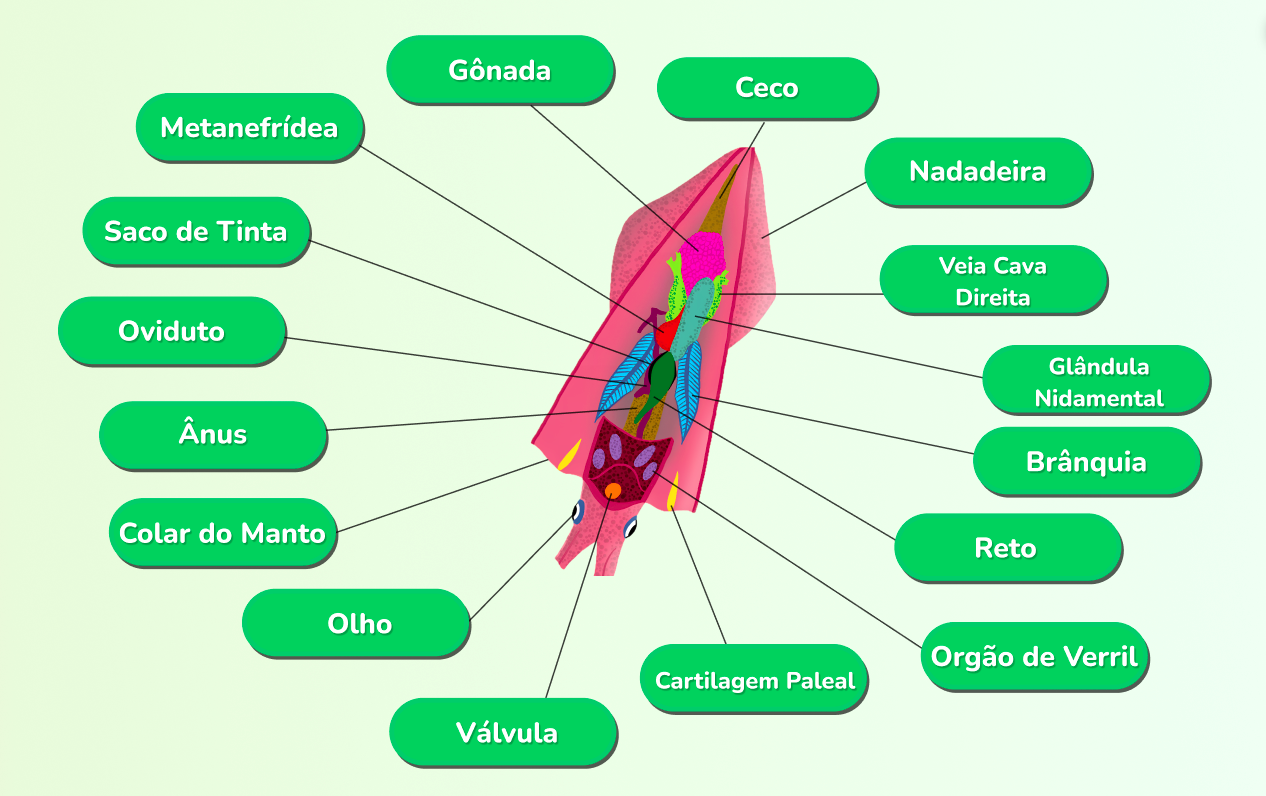 Gônada
Ceco
Metanefrídea
Nadadeira
Saco de Tinta
Veia Cava
Direita
Oviduto
Glândula
Nidamental
Ânus
Brânquia
Colar do Manto
Reto
Olho
Orgão de Verril
Cartilagem Paleal
Válvula